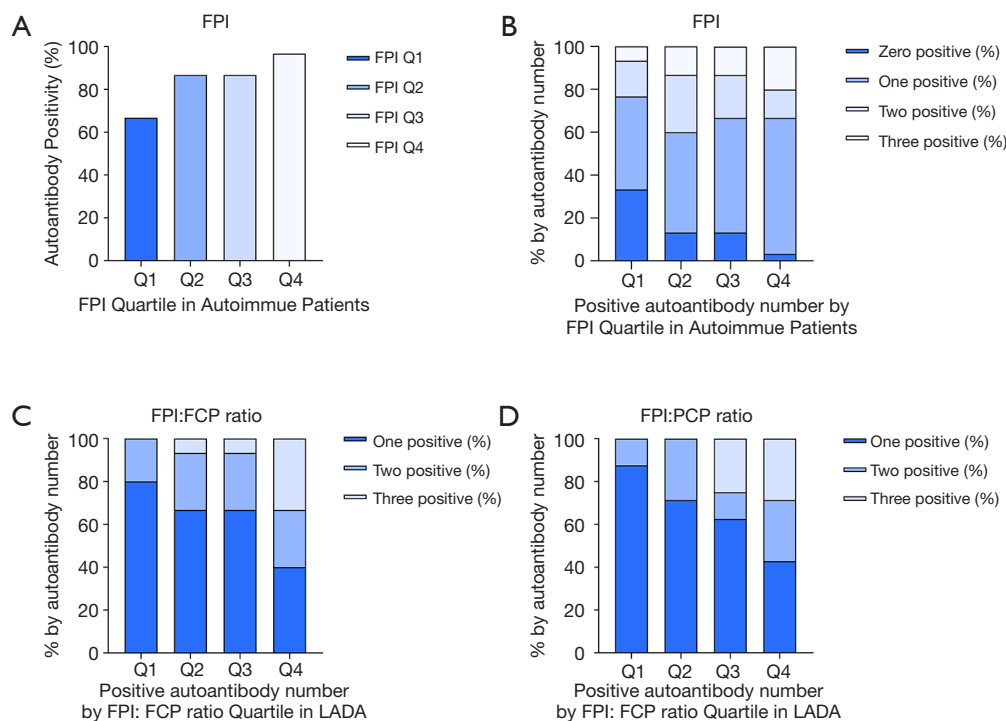 A
FPI
Autoantibody Positivity (%)
100
80
60
40
20
0
Q1 Q2 Q3 Q4
FPI Quartile in Autoimmue Patients
FPI Q1
FPI Q2
FPI Q3
FPI Q4
B
FPI
% by autoantibody number
100
80
60
40
20
0
Q1 Q2 Q3 Q4
Positive autoantibody number by
FPI Quartile in Autoimmue Patients
Zero positive (%)
One positive (%)
Two positive (%)
Three positive (%)
C
FPI:FCP ratio
% by autoantibody number
100
80
60
40
20
0
Q1 Q2 Q3 Q4
Positive autoantibody number
by FPI: FCP ratio Quartile in LADA
One positive (%)
Two positive (%)
Three positive (%)
D
FPI:PCP ratio
% by autoantibody number
100
80
60
40
20
0
Q1 Q2 Q3 Q4
Positive autoantibody number
by FPI: FCP ratio Quartile in LADA
One positive (%)
Two positive (%)
Three positive (%)